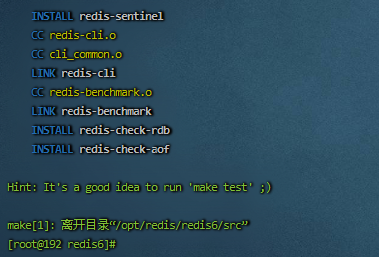 INSTALL redis-sentinel
CC redis-cli.o
CC cli_common.o
LINK redis-cli
CC redis-benchmark.o
LINK redis-benchmark
INSTALL redis-check-rdb
INSTALL redis-check-aof
Hint: It's a good idea to run 'make test' ;)
make[1]: 离开目录“/opt/redis/redis6/src”
[root@192 redis6]#